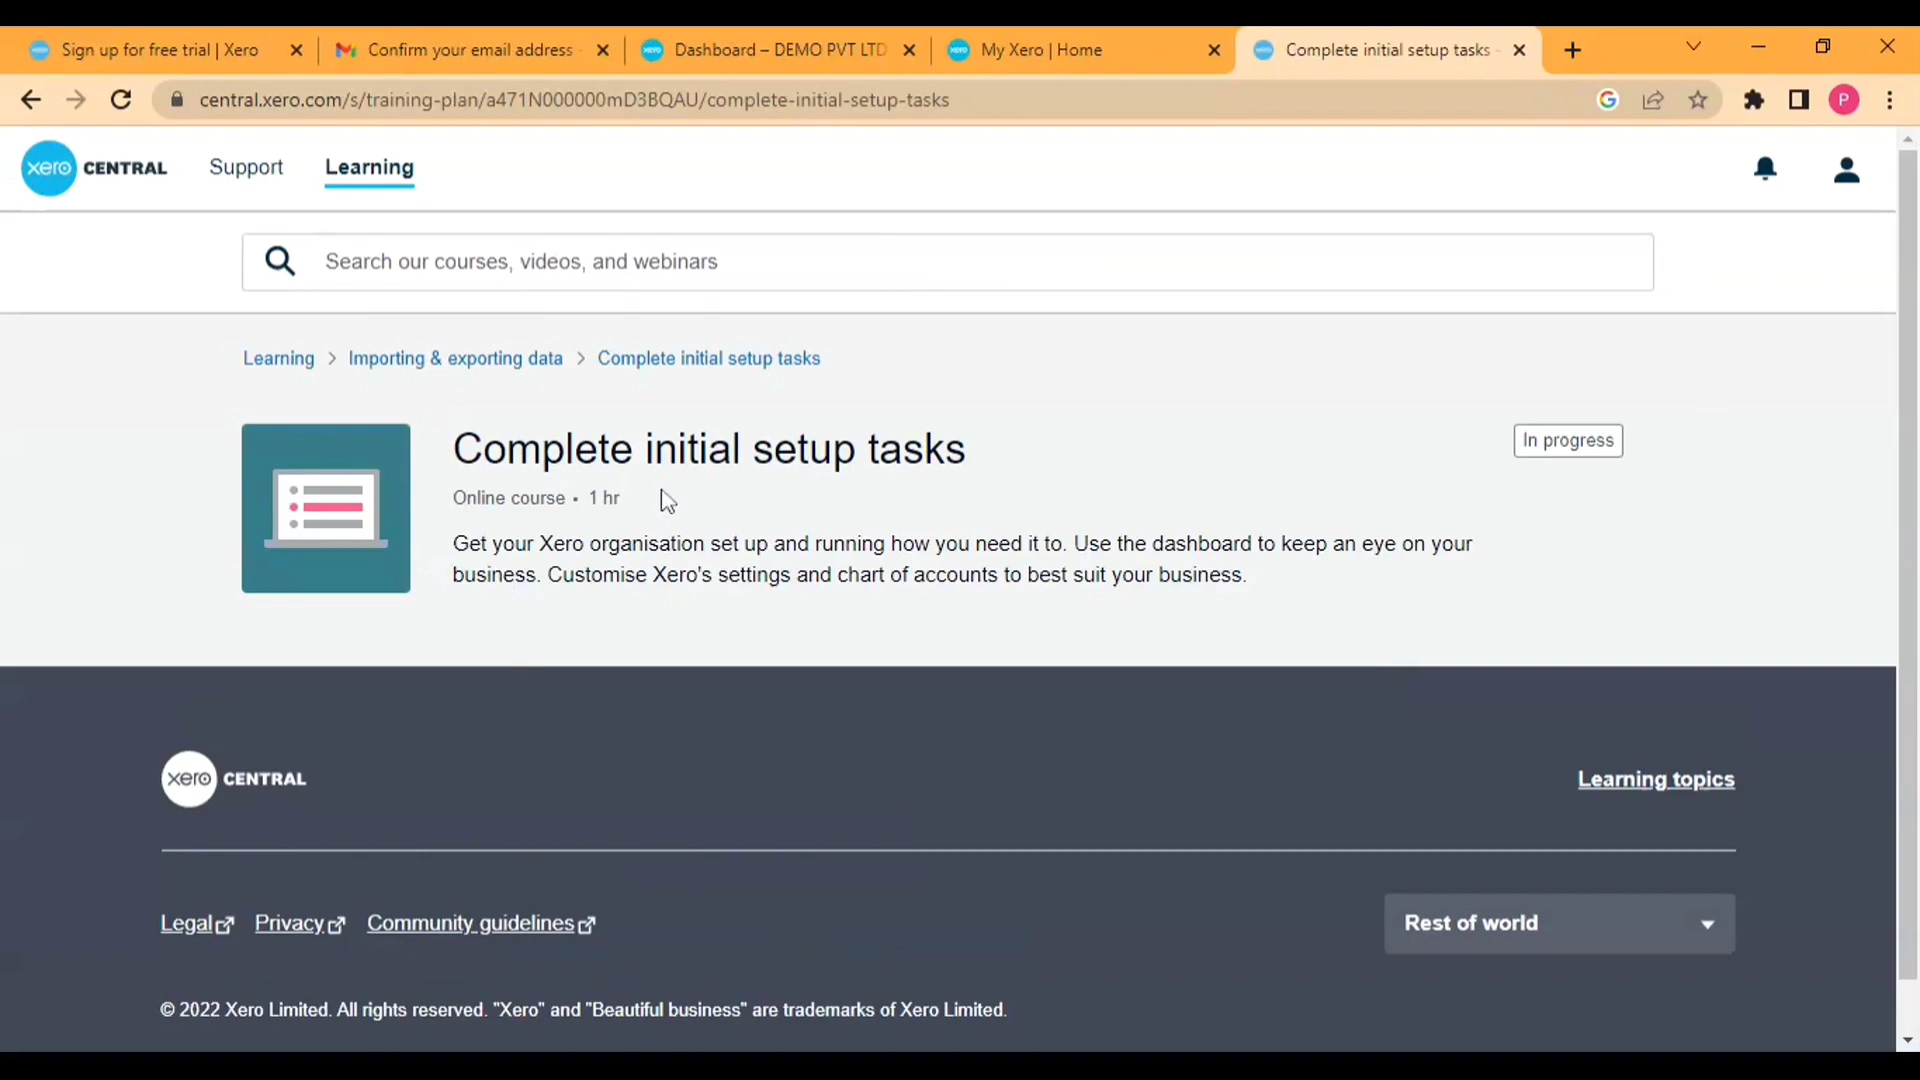 Sign up for free trial | Xero
Confirm your email address
Dashboard – DEMO PVT LTD
My Xero | Home
Complete initial setup tasks -
central.xero.com/s/training-plan/a471N000000mD3BQAU/complete-initial-setup-tasks
P
xero CENTRAL Support Learning
Search our courses, videos, and webinars
Learning > Importing & exporting data > Complete initial setup tasks
Complete initial setup tasks
In progress
Online course • 1 hr
Get your Xero organisation set up and running how you need it to. Use the dashboard to keep an eye on your
business. Customise Xero's settings and chart of accounts to best suit your business.
xero CENTRAL
Learning topics
Legal Privacy Community guidelines
Rest of world
© 2022 Xero Limited. All rights reserved. "Xero" and "Beautiful business" are trademarks of Xero Limited.